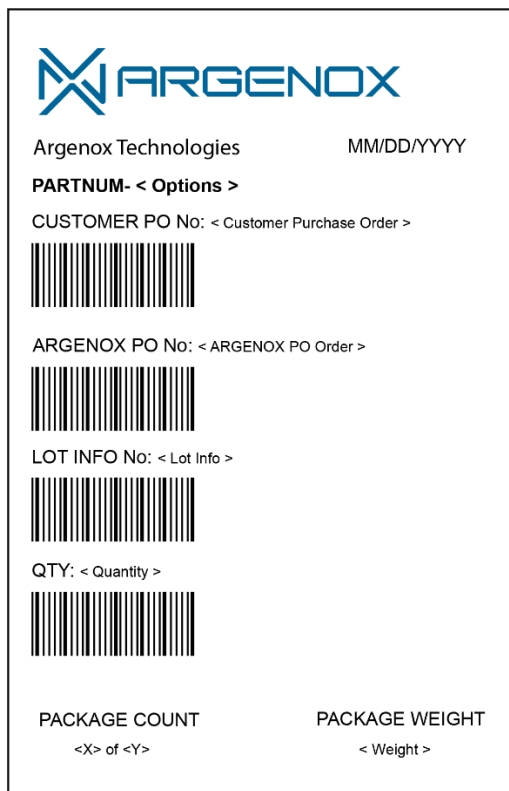 ARGENOX
Argenox Technologies MM/DD/YYYY
PARTNUM- < Options >
CUSTOMER PO No: < Customer Purchase Order >
ARGENOX PO No: < ARGENOX PO Order >
LOT INFO No: < Lot Info >
QTY: < Quantity >
PACKAGE COUNT PACKAGE WEIGHT
<X> of <Y> < Weight >